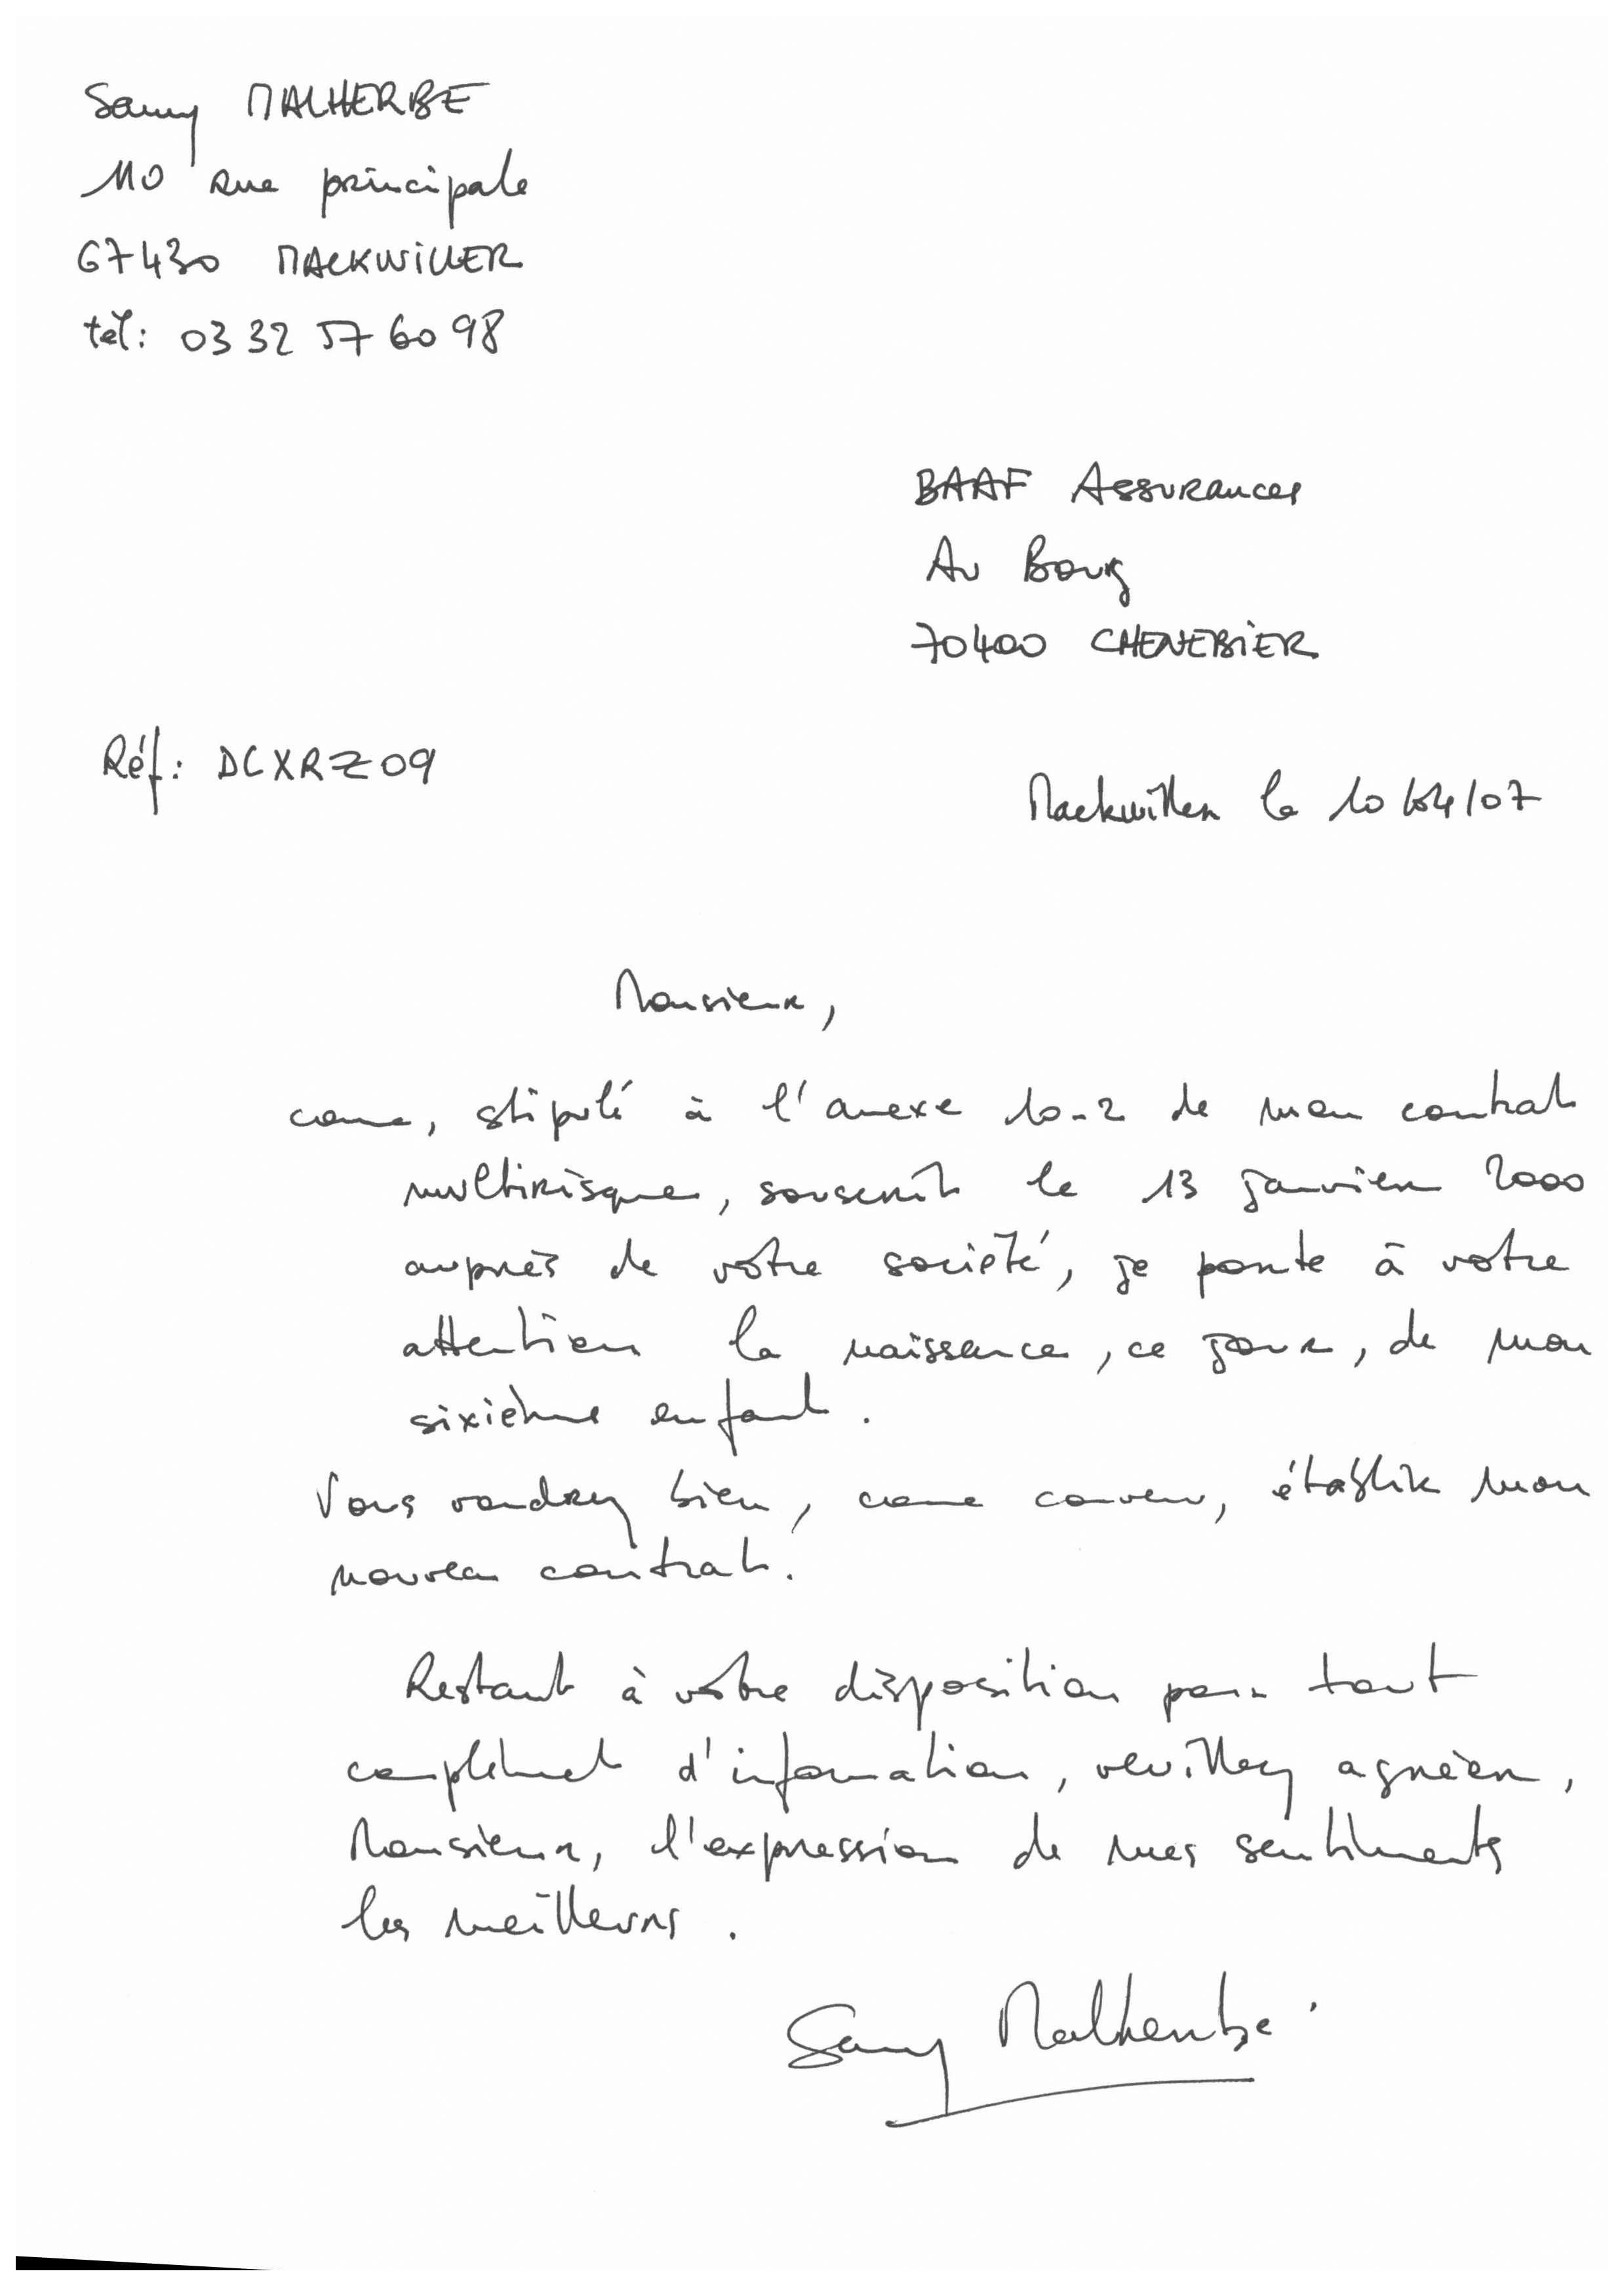 Samy MALHERBE
110 rue principale
67430 MACKWILLER
tél: 03 32 57 60 98
BAAF Assurances
Au Bourg
70400 CHENEBIER
Réf: DCXRZ09
Mackwiller le 10/04/07
Monsieur,
come, stipulé à l'anexe 10-2 de mon contrat
multirisque, souscrit le 13 janvier 2000
auprès de votre société, je porte à votre
attention la naissance, ce jour, de mon
sixième enfant.
Vous voudrez bien, come convenu, établir mon
nouveau contrat.
Restant à votre disposition pour tout
complément d'information, veuillez agréer,
Monsieur, l'expression de mes sentiments
les meilleurs.
Samy Malherbe